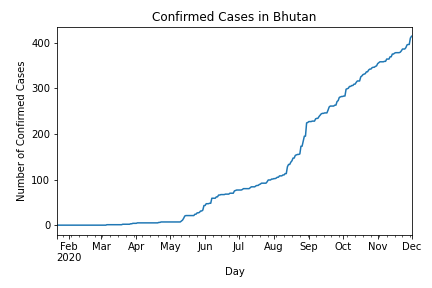 Confirmed Cases in Bhutan
Number of Confirmed Cases
400
300
200
100
0
Feb Mar Apr May Jun Jul Aug Sep Oct Nov Dec
2020
Day